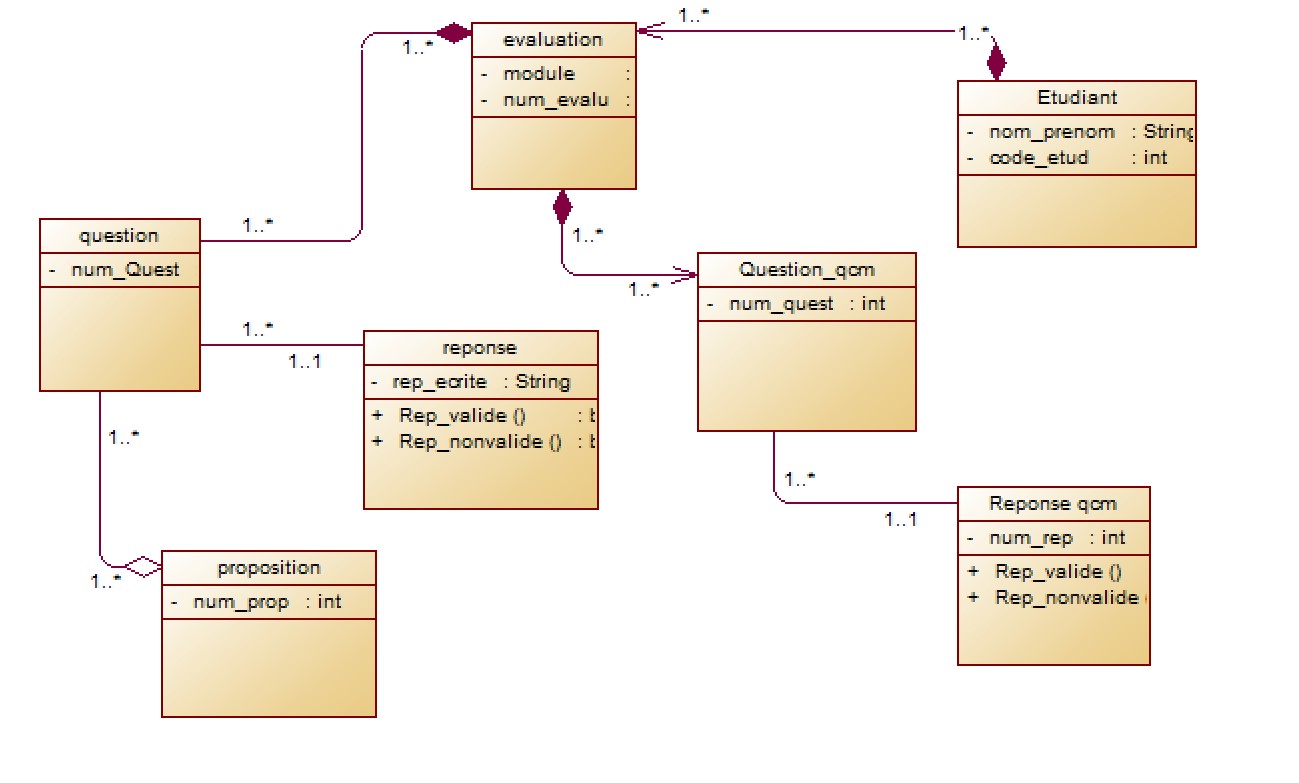 1..*
evaluation
1..*
1..*
- module :
- num_evalu :
Etudiant
- nom_prenom : String
- code_etud : int
1..*
question
- num_Quest
1..*
1..*
Question_qcm
- num_quest : int
1..*
1..1
reponse
- rep_ecrite : String
+ Rep_valide () : b
+ Rep_nonvalide () : b
1..*
1..*
1..1
Reponse qcm
- num_rep : int
+ Rep_valide ()
+ Rep_nonvalide (
1..*
proposition
- num_prop : int